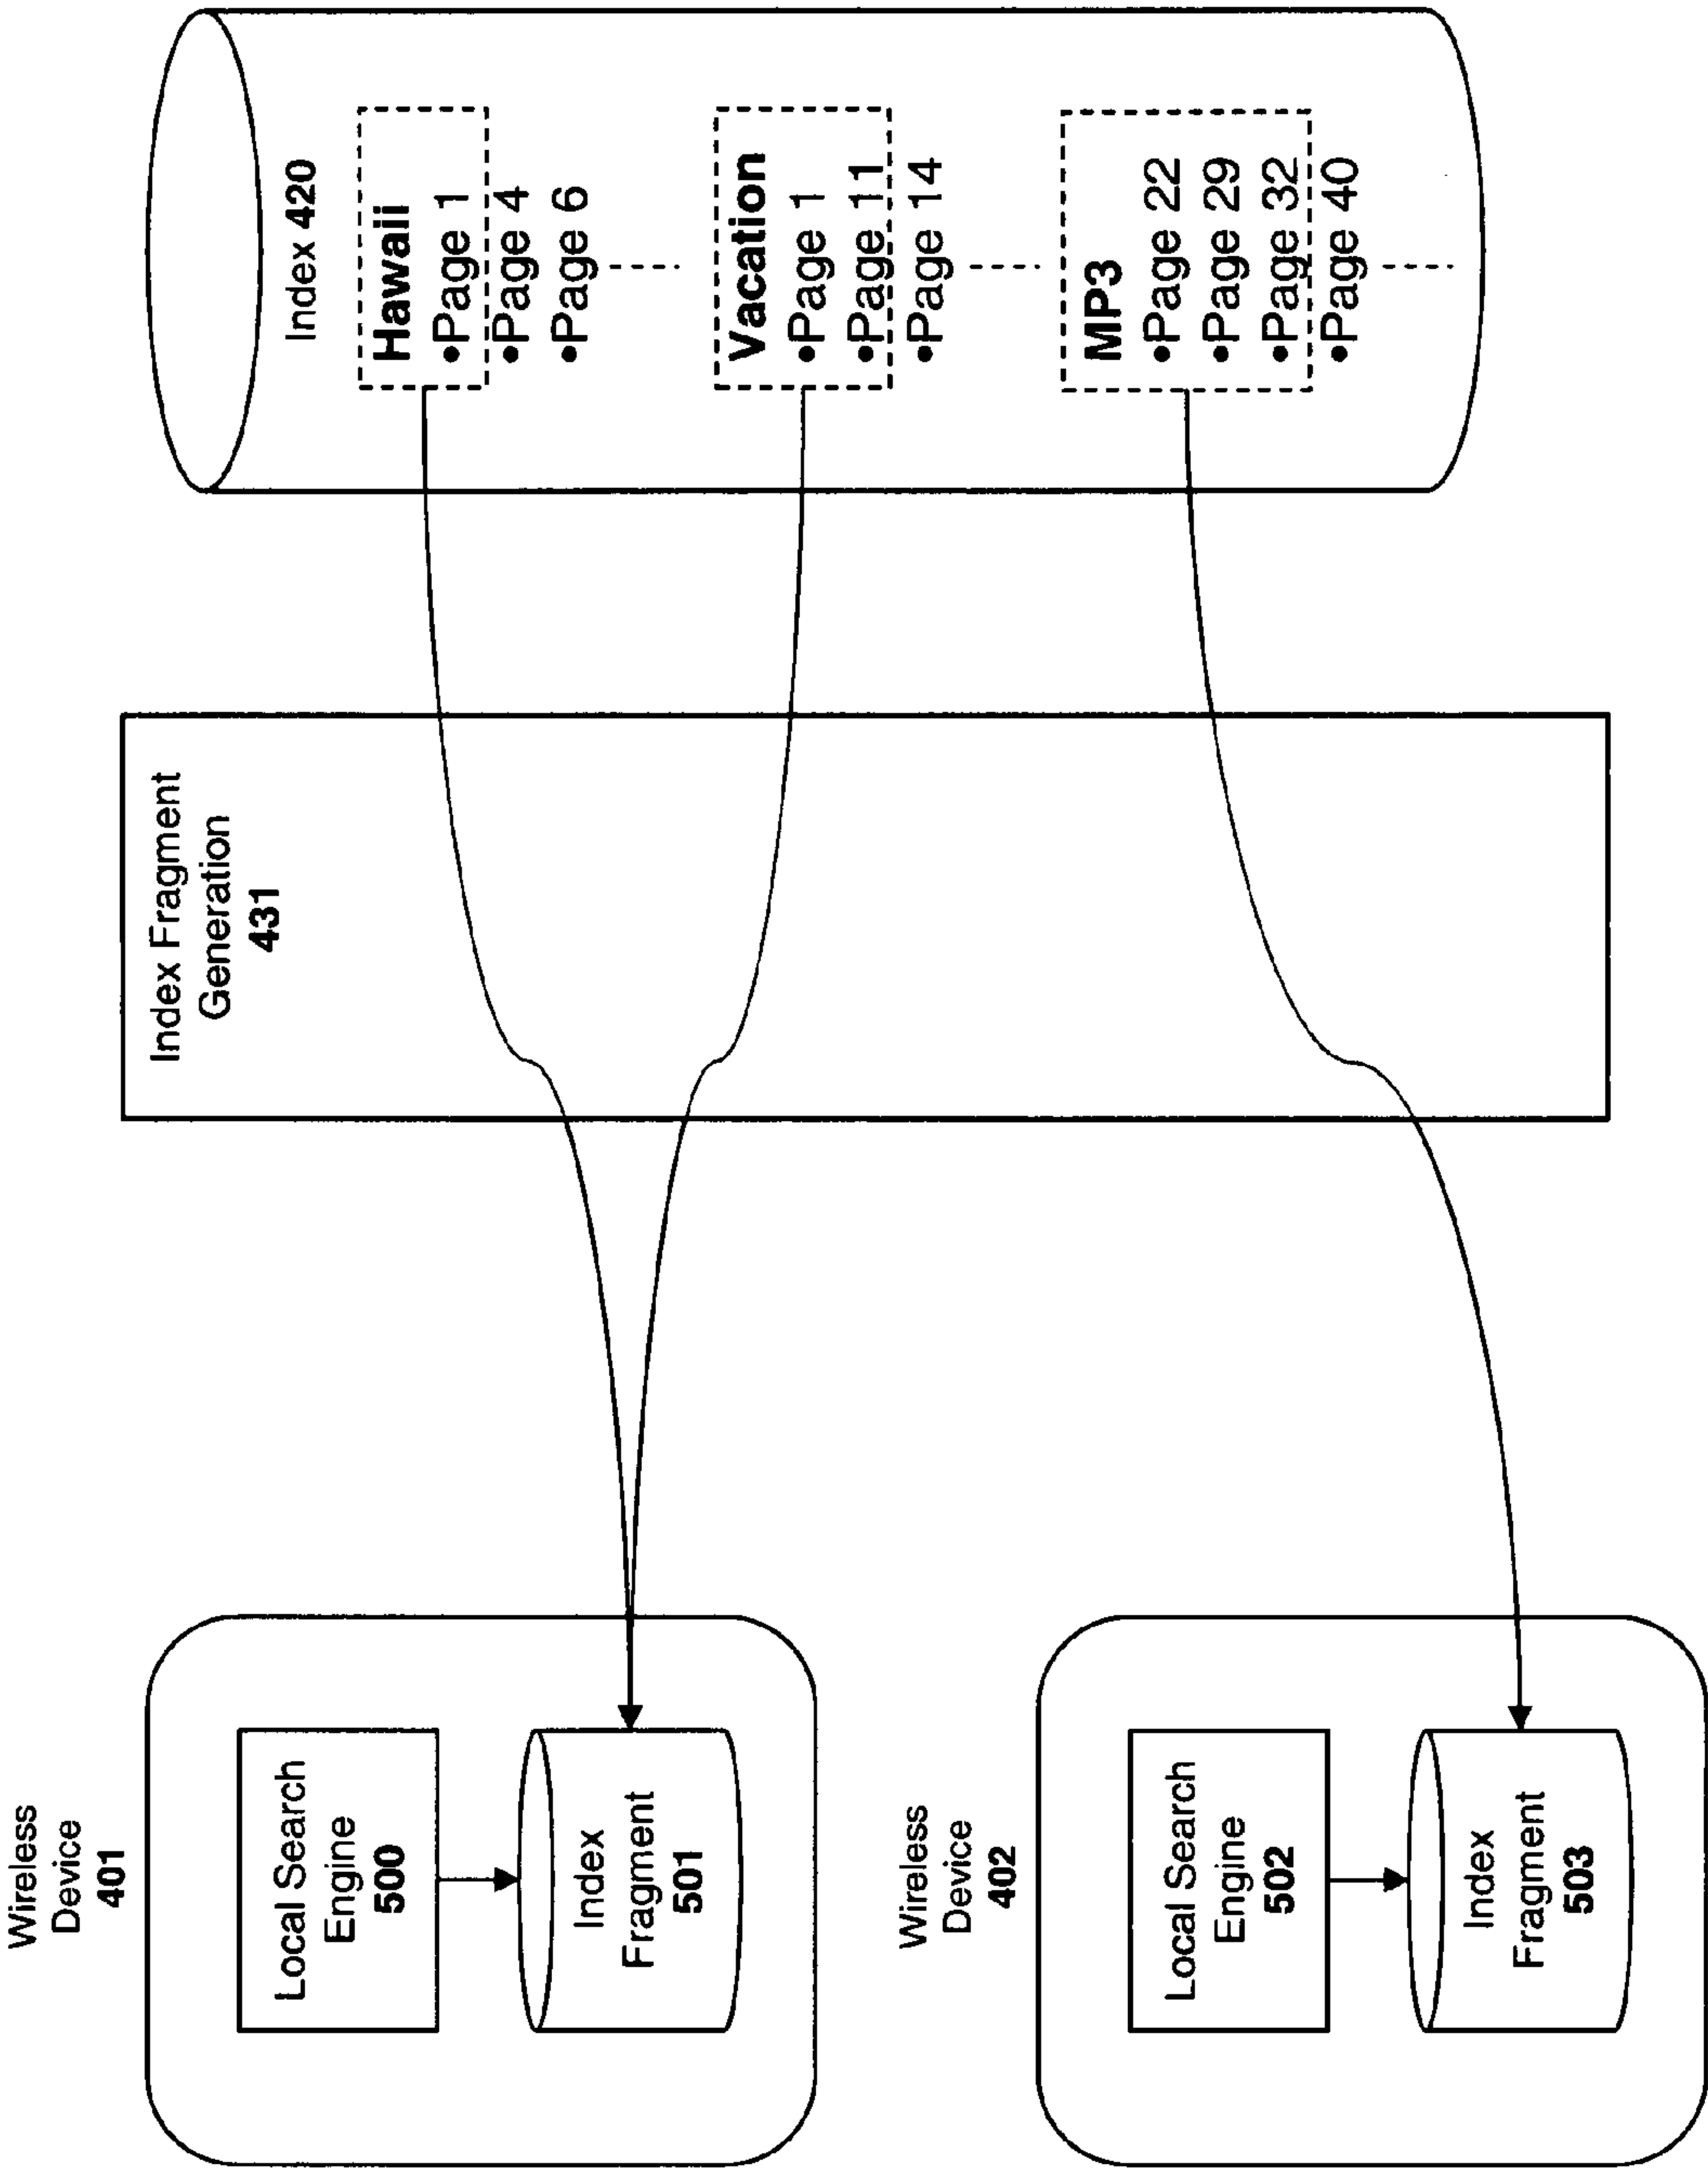 Wireless
Device
401
Local Search
Engine
500
Index
Fragment
501
Wireless
Device
402
Local Search
Engine
502
Index
Fragment
503
Index Fragment
Generation
431
Index 420
Hawaii
•Page 1
•Page 4
•Page 6
Vacation
•Page 1
•Page 11
•Page 14
MP3
•Page 22
•Page 29
•Page 32
•Page 40